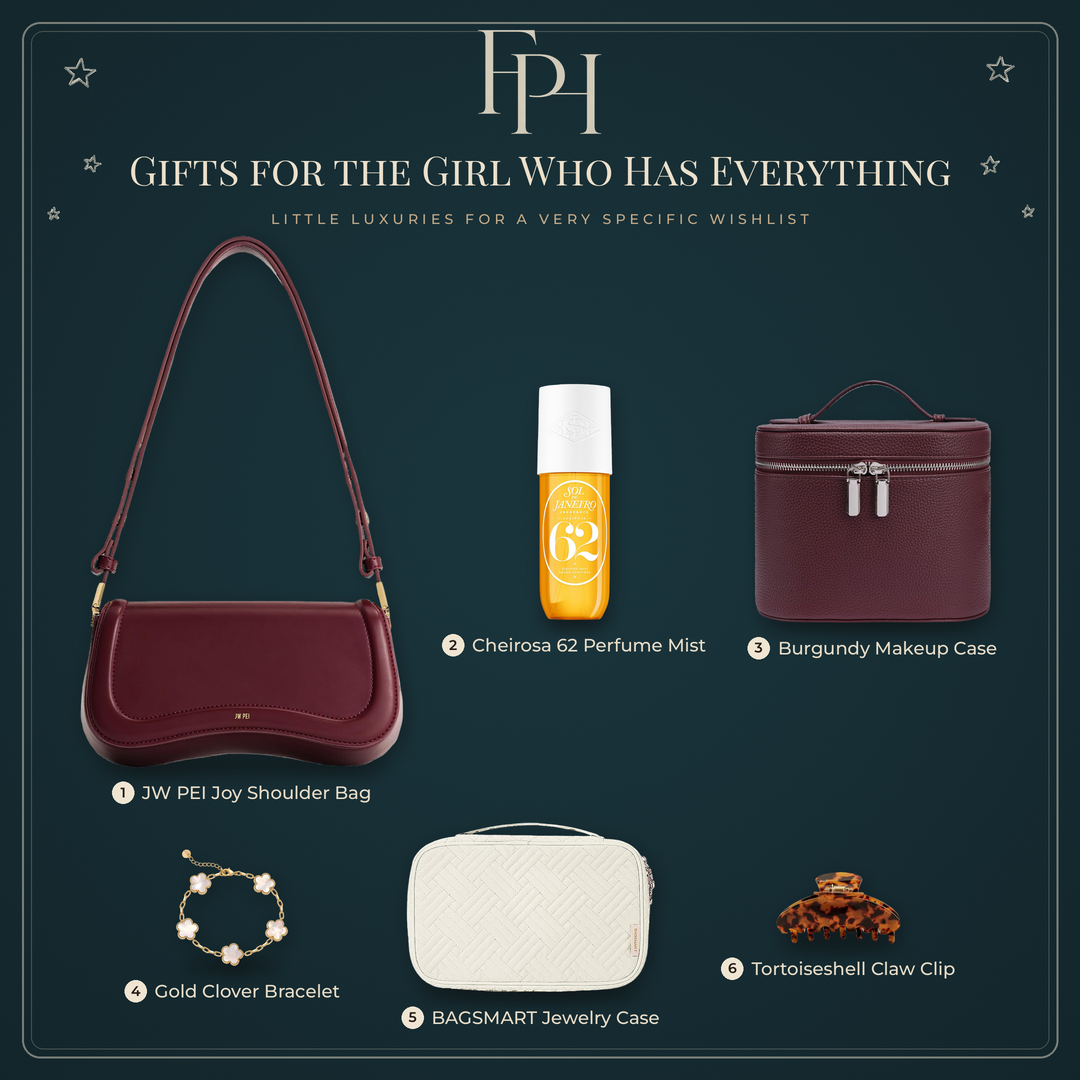 FPH
GIFTS FOR THE GIRL WHO HAS EVERYTHING
LITTLE LUXURIES FOR A VERY SPECIFIC WISHLIST
SOL
DE
JANEIRO
62
2 Cheirosa 62 Perfume Mist
3 Burgundy Makeup Case
JW PEI
1 JW PEI Joy Shoulder Bag
4 Gold Clover Bracelet
5 BAGSMART Jewelry Case
6 Tortoiseshell Claw Clip